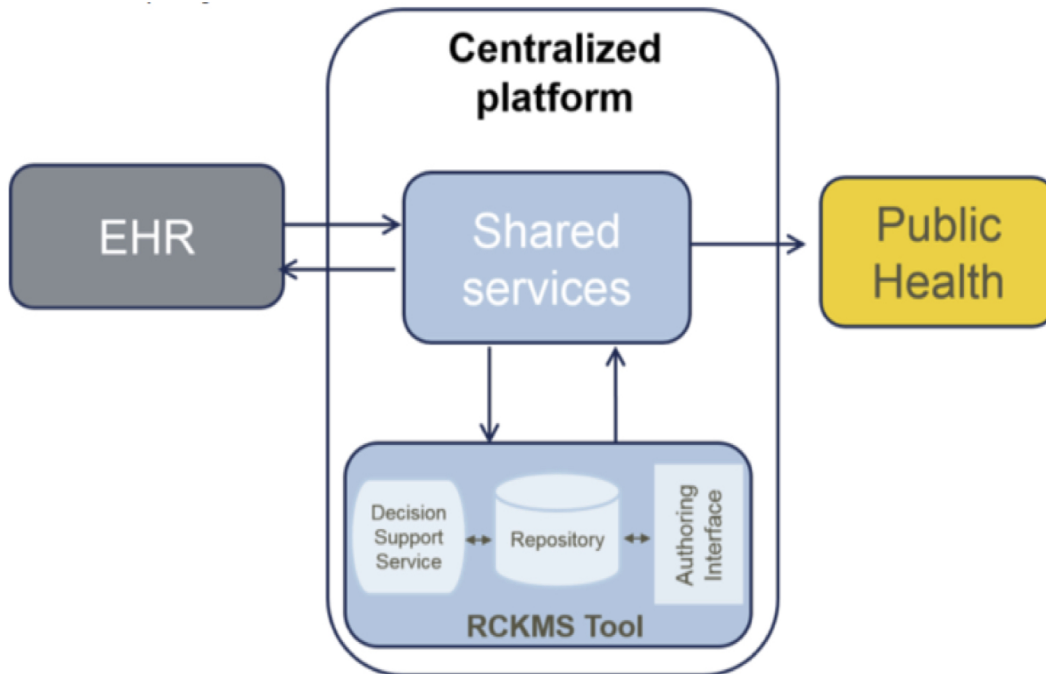 Centralized
platform
EHR
Shared
services
Public
Health
Decision
Support
Service
Repository
Authoring
Interface
RCKMS Tool